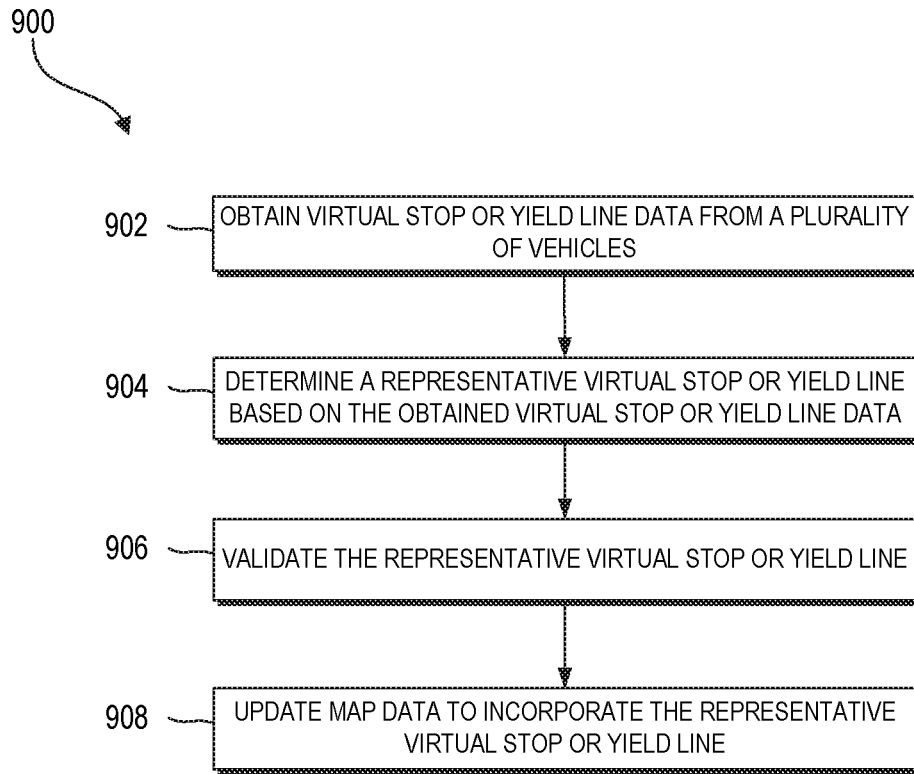 900
902
OBTAIN VIRTUAL STOP OR YIELD LINE DATA FROM A PLURALITY
OF VEHICLES
904
DETERMINE A REPRESENTATIVE VIRTUAL STOP OR YIELD LINE
BASED ON THE OBTAINED VIRTUAL STOP OR YIELD LINE DATA
906
VALIDATE THE REPRESENTATIVE VIRTUAL STOP OR YIELD LINE
908
UPDATE MAP DATA TO INCORPORATE THE REPRESENTATIVE
VIRTUAL STOP OR YIELD LINE